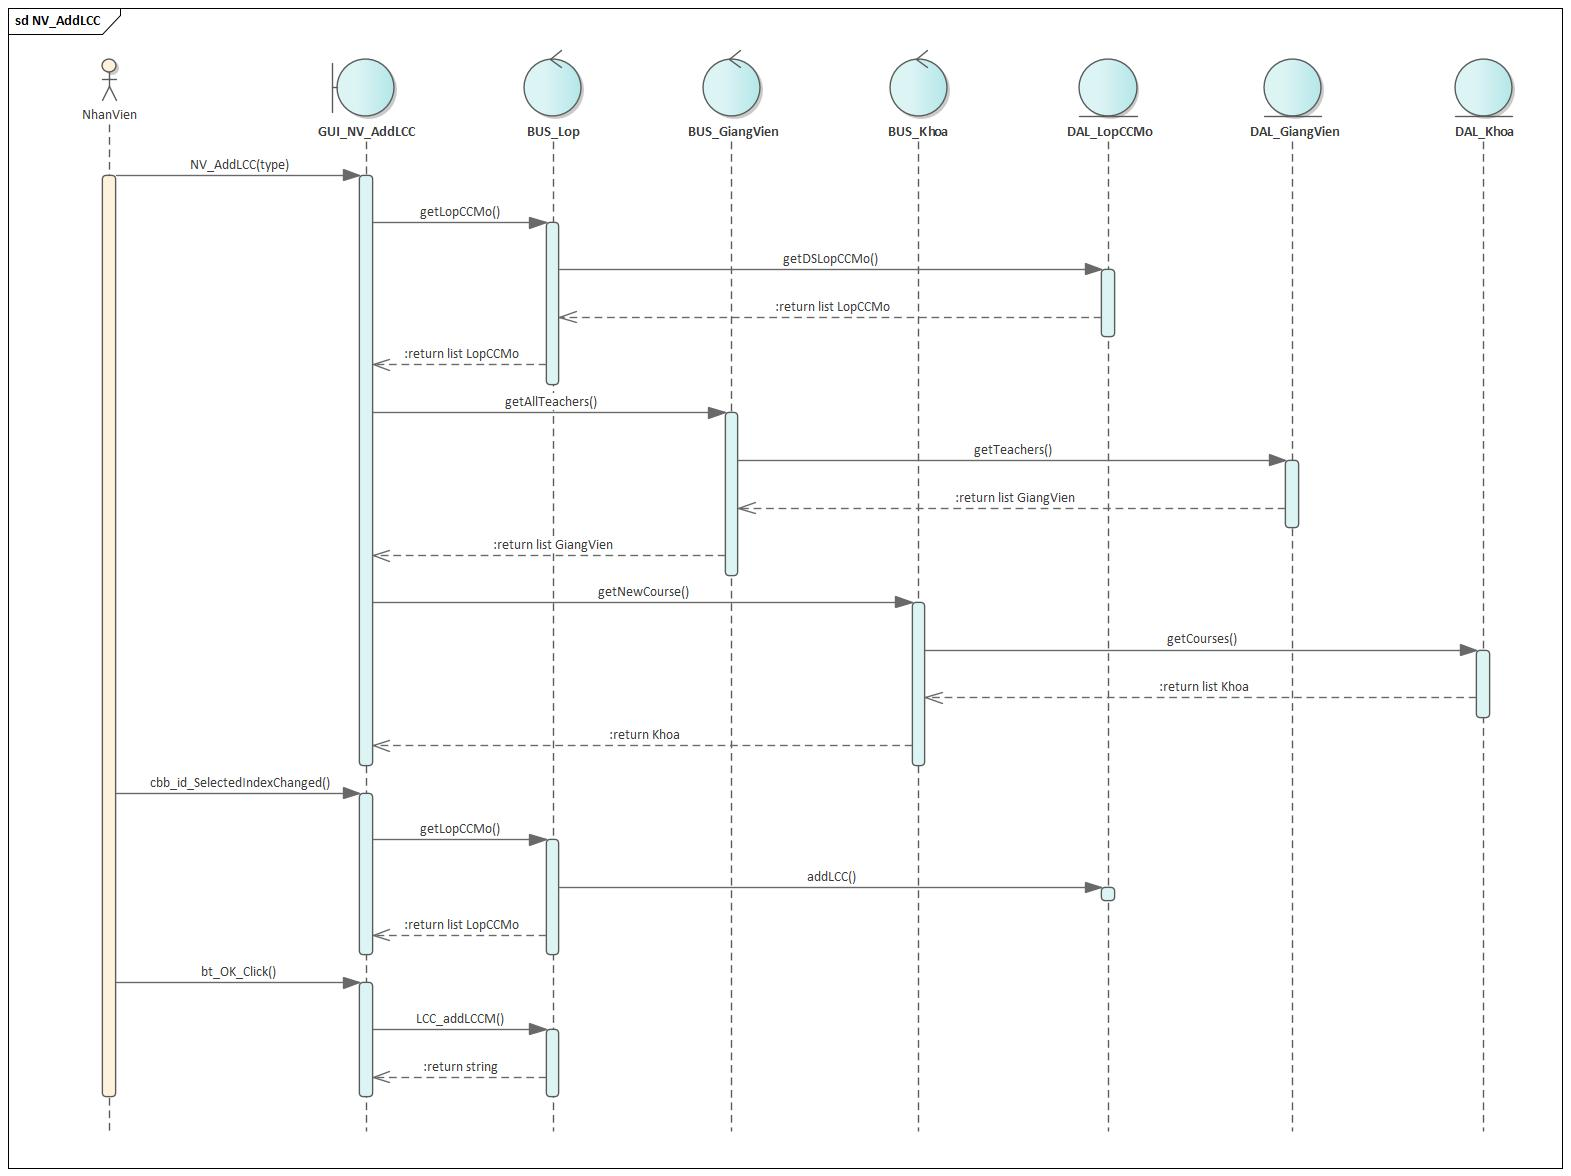 sd NV_AddLCC
NhanVien
GUI_NV_AddLCC
BUS_Lop
BUS_GiangVien
BUS_Khoa
DAL_LopCCMo
DAL_GiangVien
DAL_Khoa
NV_AddLCC(type)
getLopCCMo()
getDSLopCCMo()
:return list LopCCMo
:return list LopCCMo
getAllTeachers()
getTeachers()
:return list GiangVien
:return list GiangVien
getNewCourse()
getCourses()
:return list Khoa
:return Khoa
cbb_id_SelectedIndexChanged()
getLopCCMo()
addLCC()
:return list LopCCMo
bt_OK_Click()
LCC_addLCCM()
:return string